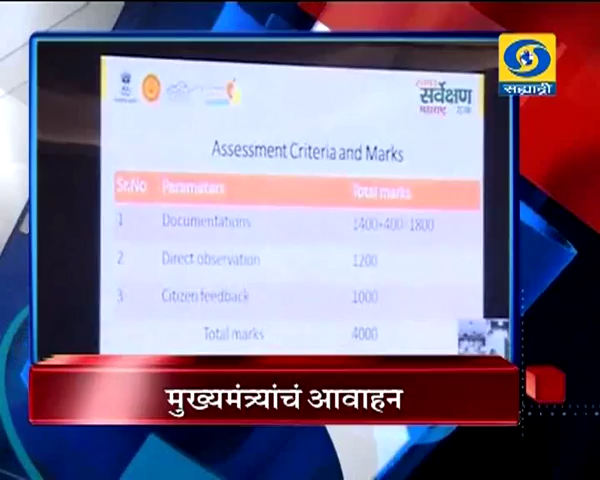 सह्याद्री
सर्वेक्षण
महाराष्ट्र
Assessment Criteria and Marks
Sr.No Parameters Total marks
1 Documentations 1400+400=1800
2 Direct observation 1200
3 Citizen feedback 1000
Total marks 4000
मुख्यमंत्र्यांचं आवाहन